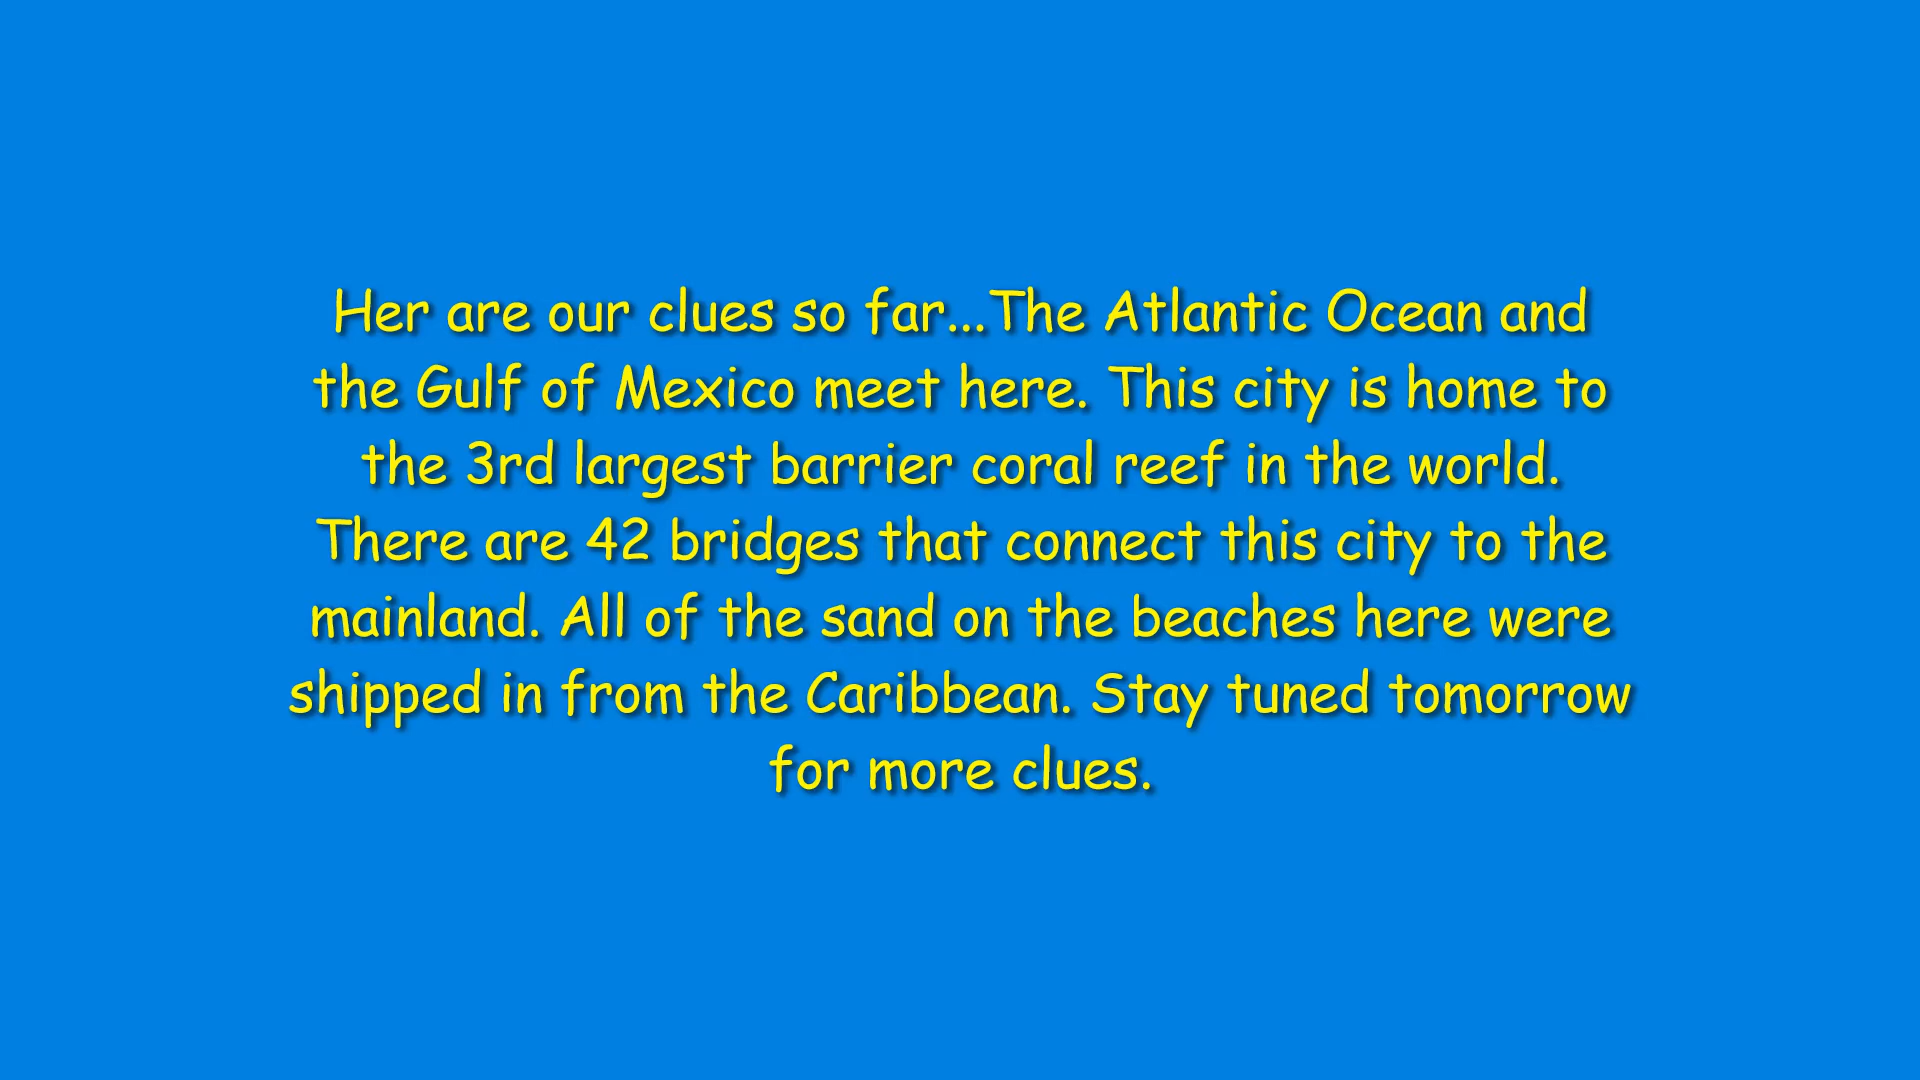 Her are our clues so far...The Atlantic Ocean and
the Gulf of Mexico meet here. This city is home to
the 3rd largest barrier coral reef in the world.
There are 42 bridges that connect this city to the
mainland. All of the sand on the beaches here were
shipped in from the Caribbean. Stay tuned tomorrow
for more clues.